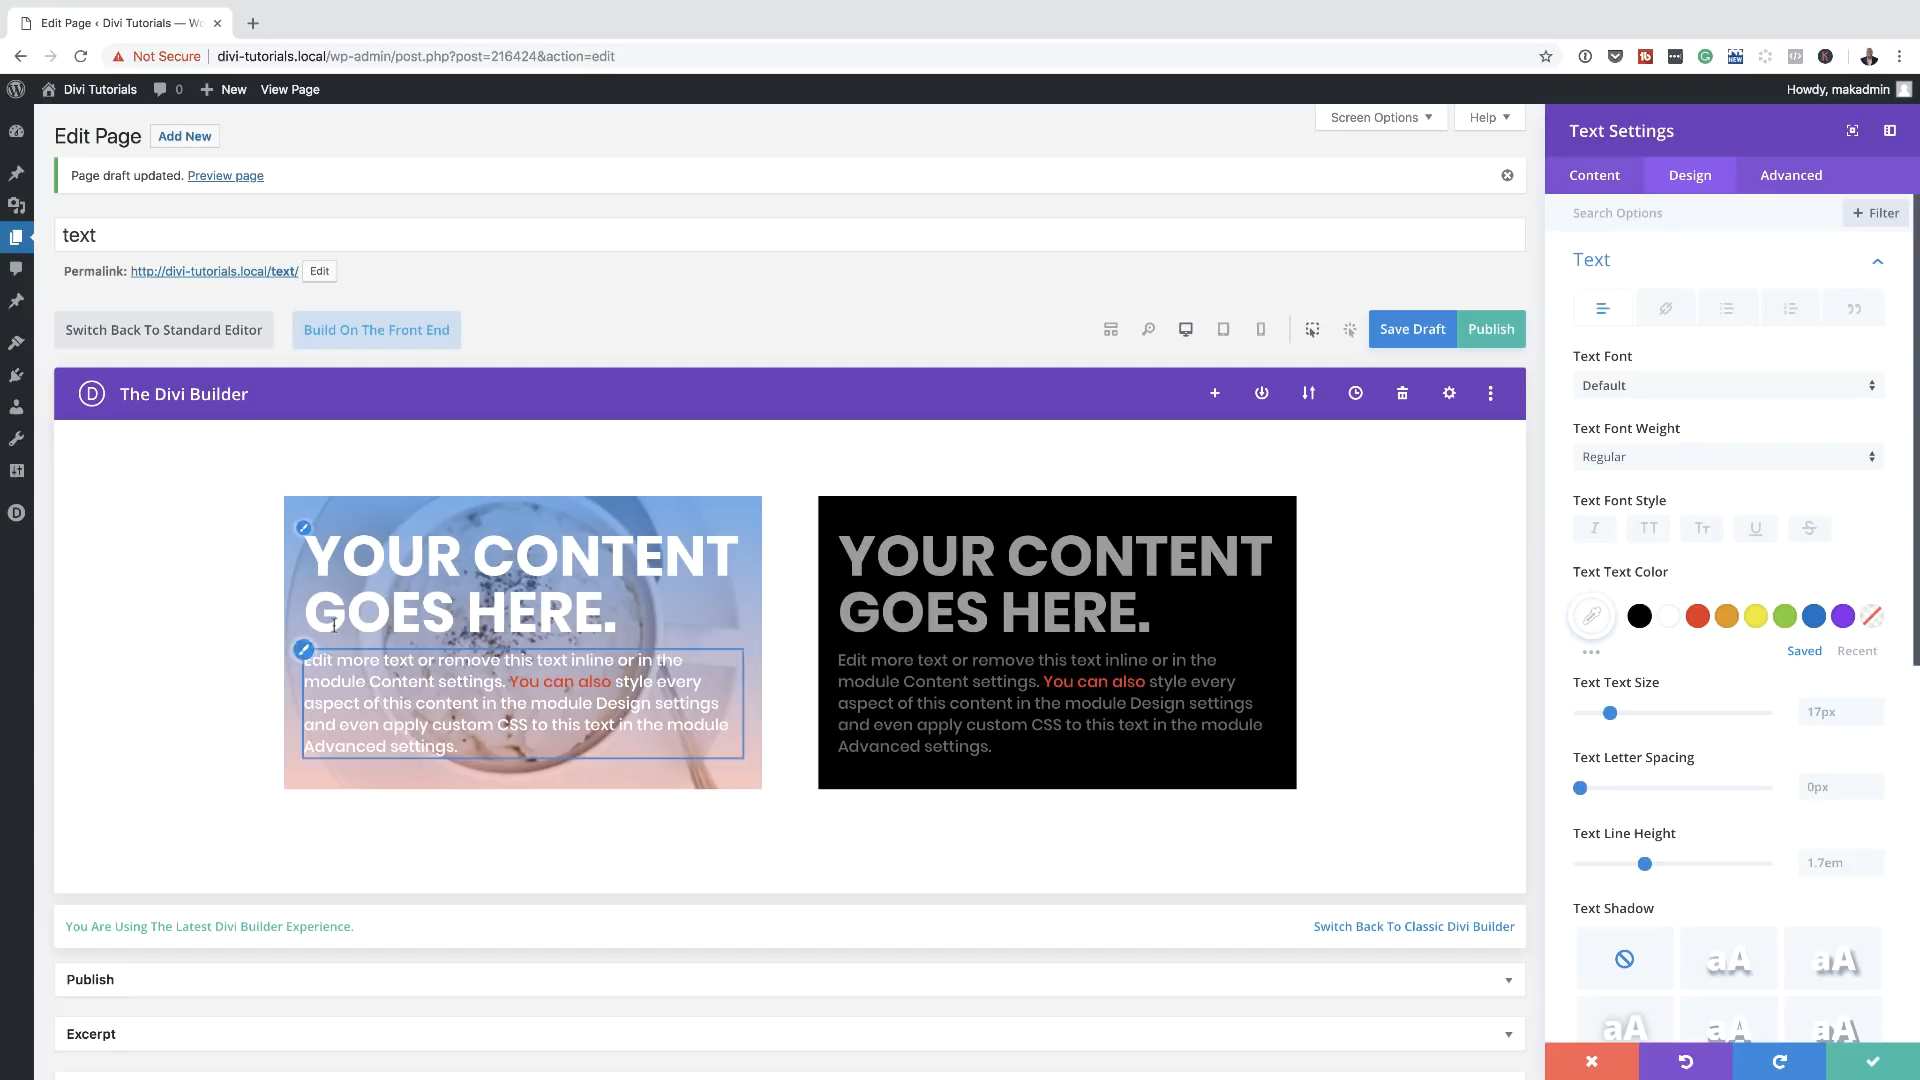 Edit Page ‹ Divi Tutorials — Wo
Not Secure
divi-tutorials.local/wp-admin/post.php?post=216424&action=edit
Divi Tutorials
0
New
View Page
Howdy, makadmin
Edit Page
Add New
Screen Options
Help
Page draft updated. Preview page
text
Permalink: http://divi-tutorials.local/text/
Edit
Switch Back To Standard Editor
Build On The Front End
Save Draft
Publish
D
The Divi Builder
YOUR CONTENT
GOES HERE.
Edit more text or remove this text inline or in the
module Content settings. You can also style every
aspect of this content in the module Design settings
and even apply custom CSS to this text in the module
Advanced settings.
YOUR CONTENT
GOES HERE.
Edit more text or remove this text inline or in the
module Content settings. You can also style every
aspect of this content in the module Design settings
and even apply custom CSS to this text in the module
Advanced settings.
You Are Using The Latest Divi Builder Experience.
Switch Back To Classic Divi Builder
Publish
Excerpt
Text Settings
Content
Design
Advanced
Search Options
+ Filter
Text
Text Font
Default
Text Font Weight
Regular
Text Font Style
I
TT
Tт
U
S
Text Text Color
Saved
Recent
Text Text Size
17px
Text Letter Spacing
0px
Text Line Height
1.7em
Text Shadow
aA
aA
aA
aA
aA